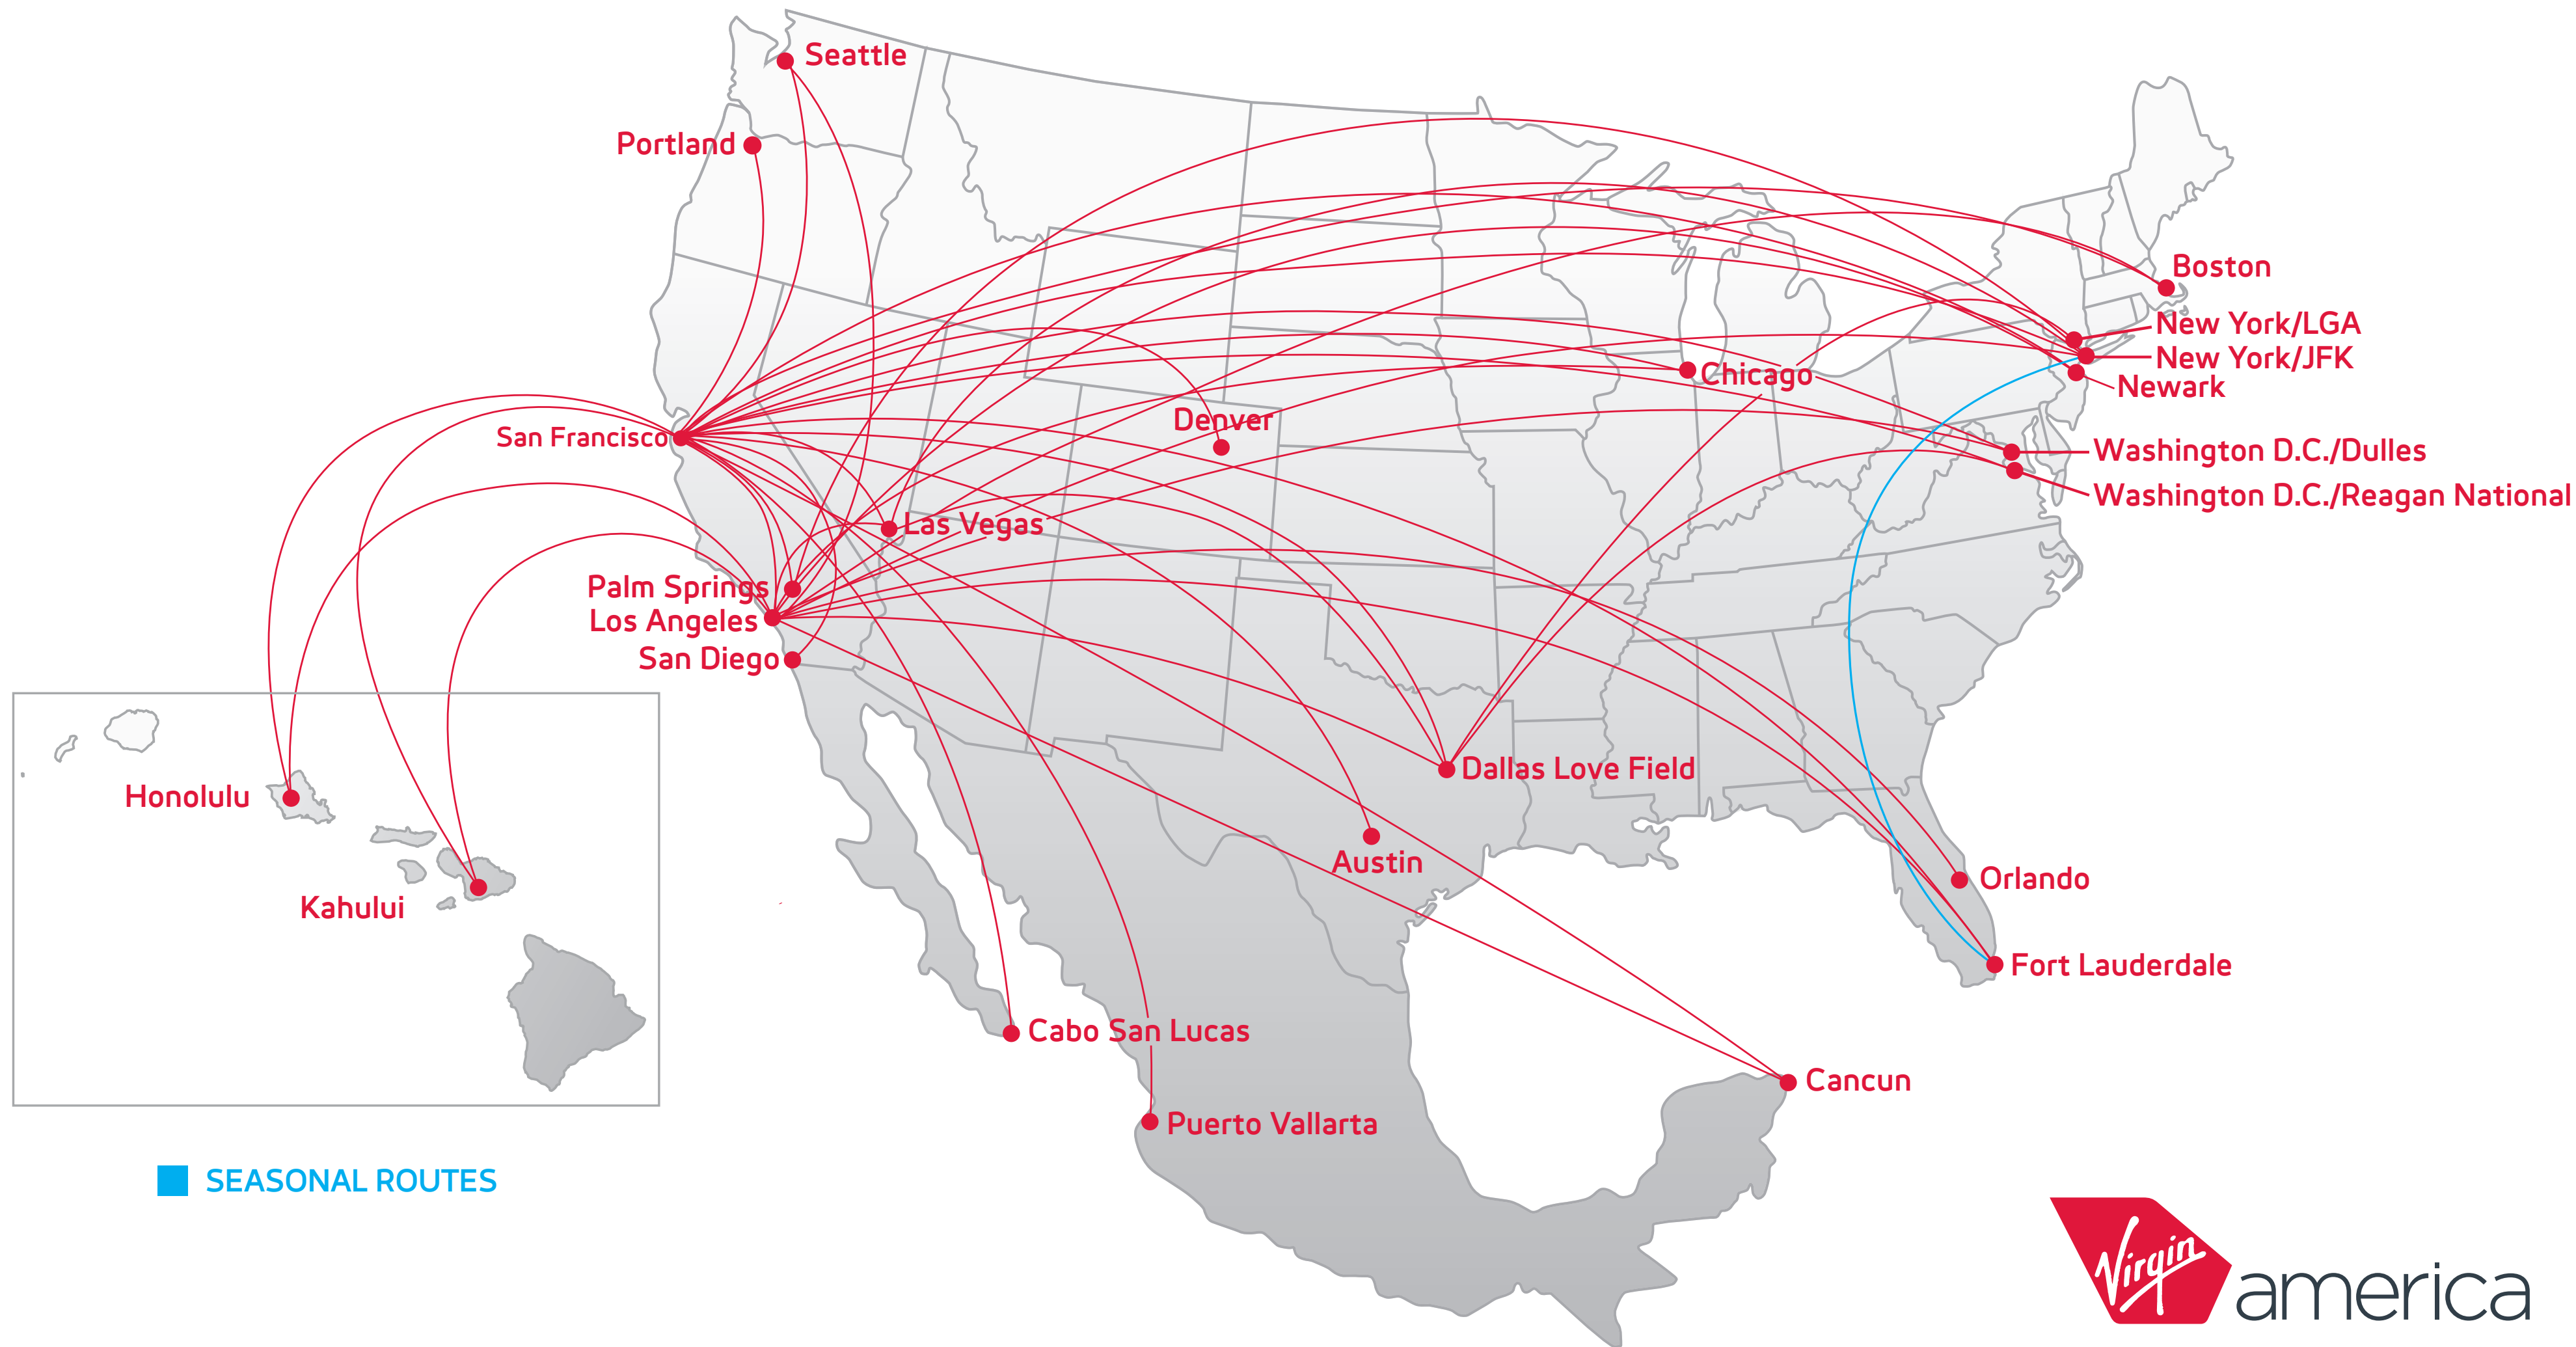 Seattle
Portland
Boston
New York/LGA
New York/JFK
Newark
Chicago
Denver
San Francisco
Washington D.C./Dulles
Washington D.C./Reagan National
Las Vegas
Palm Springs
Los Angeles
San Diego
Dallas Love Field
Honolulu
Austin
Orlando
Kahului
Fort Lauderdale
Cabo San Lucas
Cancun
Puerto Vallarta
SEASONAL ROUTES
Virgin
america